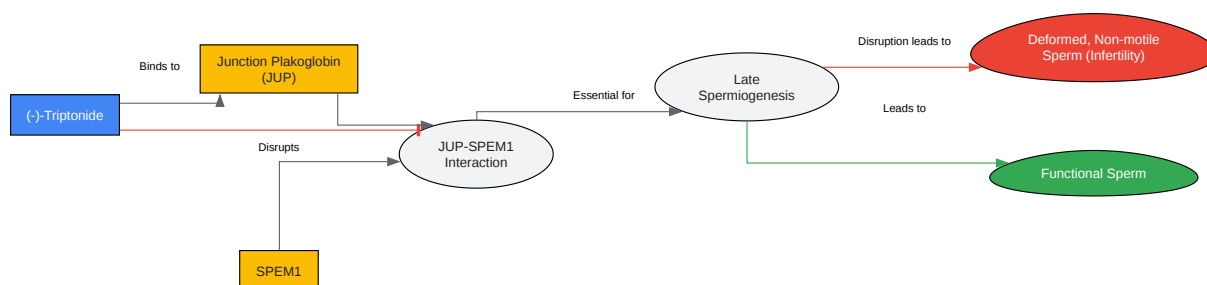 Disruption leads to
Deformed, Non-motile
Sperm (Infertility)
Binds to
Junction Plakoglobin
(JUP)
Late
Spermiogenesis
Essential for
Leads to
(-)-Triptonide
Disrupts
JUP-SPEM1
Interaction
Functional Sperm
SPEM1